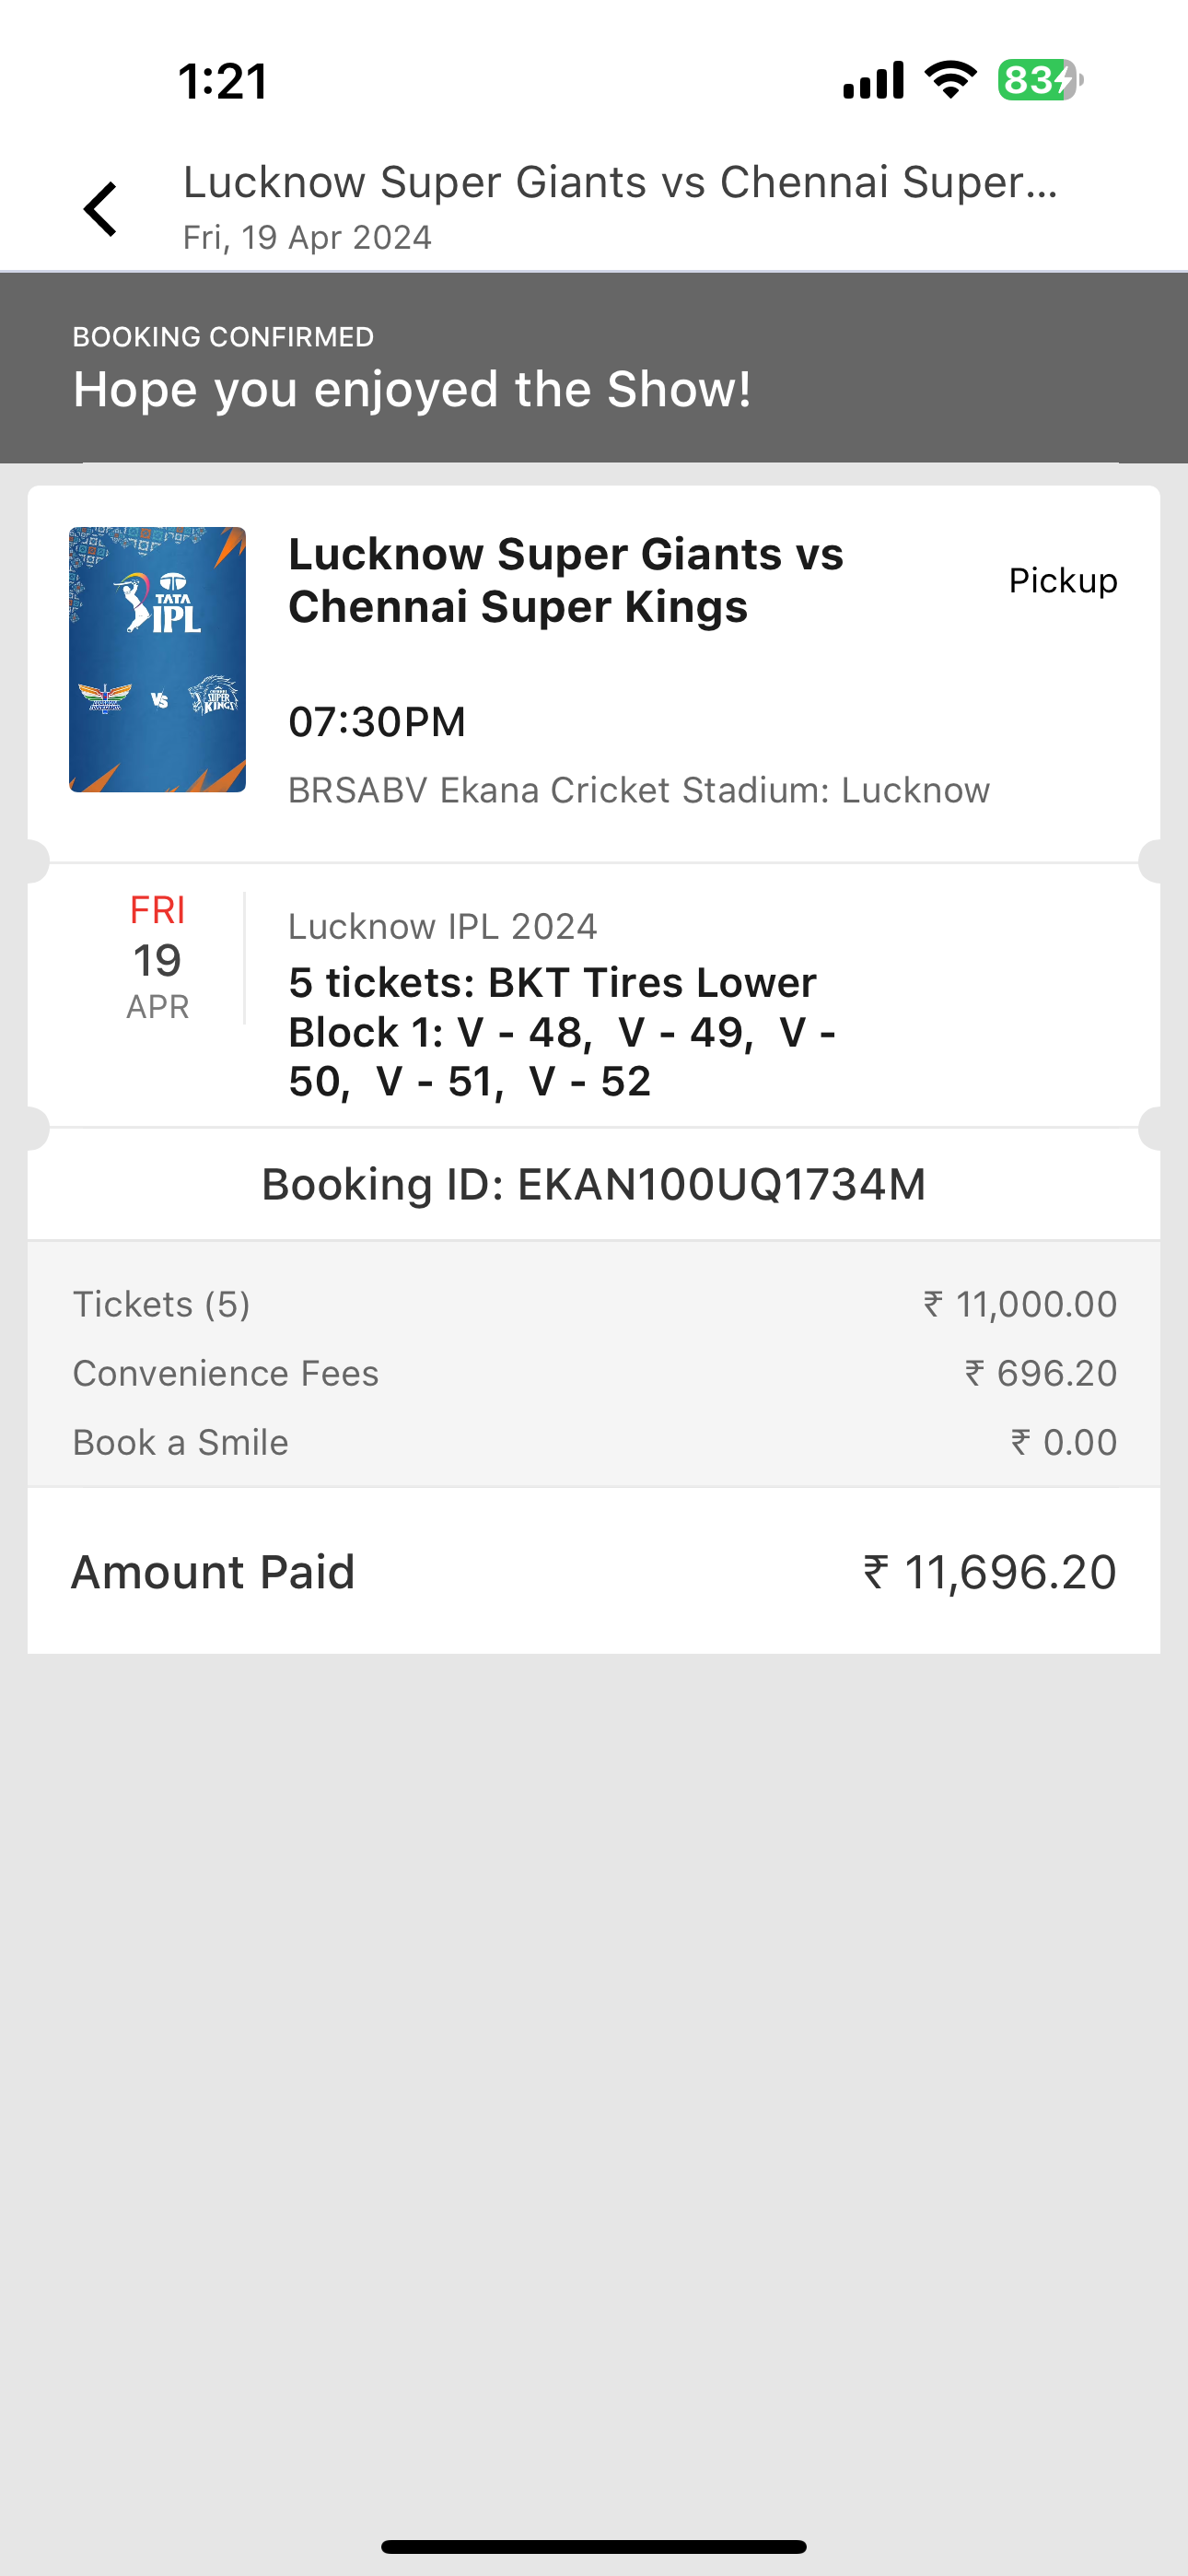 1:21
83
Lucknow Super Giants vs Chennai Super...
Fri, 19 Apr 2024
BOOKING CONFIRMED
Hope you enjoyed the Show!
TATA
IPL
VS
CHENNAI
SUPER
KINGS
Lucknow Super Giants vs
Chennai Super Kings
Pickup
07:30PM
BRSABV Ekana Cricket Stadium: Lucknow
FRI
19
APR
Lucknow IPL 2024
5 tickets: BKT Tires Lower
Block 1: V - 48,  V - 49,  V -
50,  V - 51,  V - 52
Booking ID: EKAN100UQ1734M
Tickets (5)
₹ 11,000.00
Convenience Fees
₹ 696.20
Book a Smile
₹ 0.00
Amount Paid
₹ 11,696.20